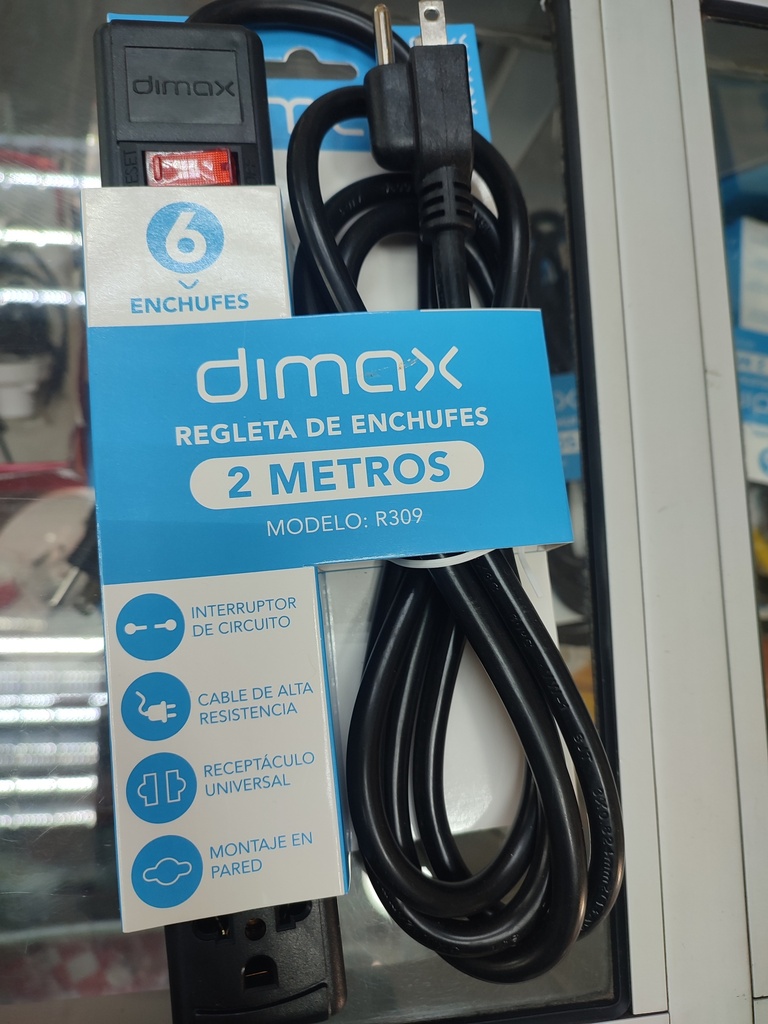 dimax
6
ENCHUFES
dimax
REGLETA DE ENCHUFES
2 METROS
MODELO: R309
INTERRUPTOR
DE CIRCUITO
CABLE DE ALTA
RESISTENCIA
RECEPTÁCULO
UNIVERSAL
MONTAJE EN
PARED